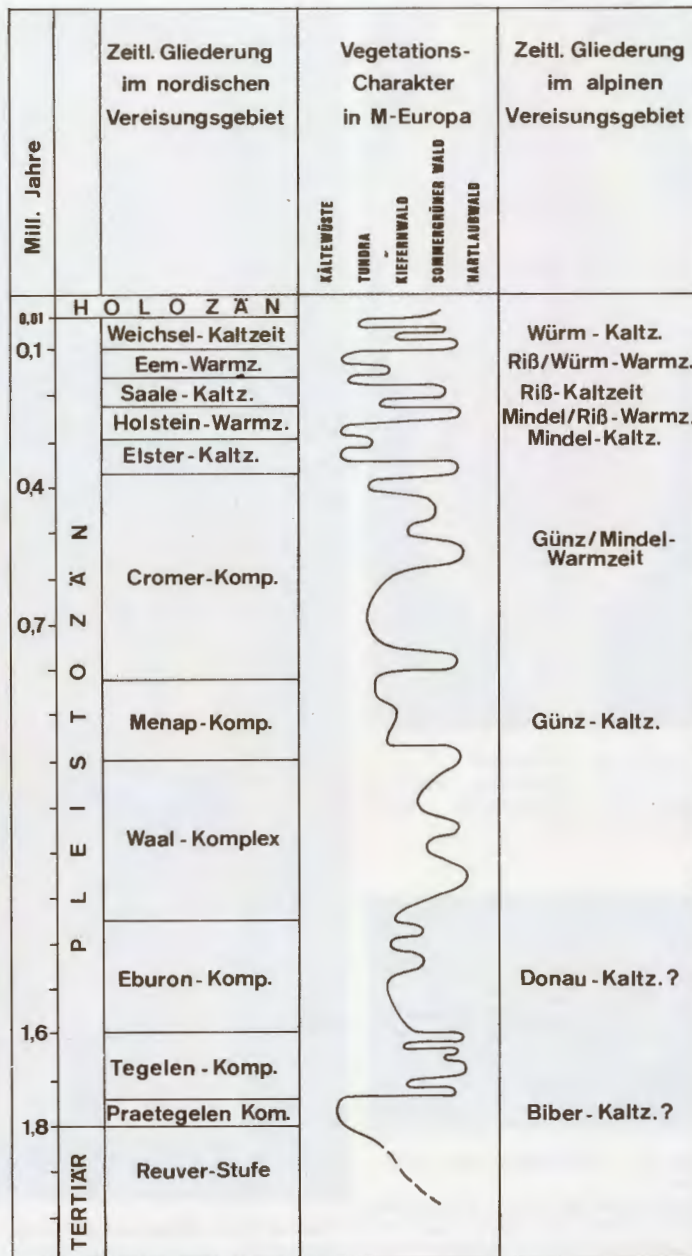 Mill. Jahre
Zeitl. Gliederung
im nordischen
Vereisungsgebiet
Vegetations-
Charakter
in M-Europa
KÄLTEWÜSTE
TUNDRA
KIEFERNWALD
SOMMERGRÜNER WALD
HARTLAUBWALD
Zeitl. Gliederung
im alpinen
Vereisungsgebiet
HOLOZÄN
0,01
Weichsel-Kaltzeit
Würm - Kaltz.
0,1
Eem-Warmz.
Riß/Würm-Warmz.
Saale - Kaltz.
Riß-Kaltzeit
Holstein-Warmz.
Mindel/Riß-Warmz.
Mindel-Kaltz.
Elster-Kaltz.
0,4
PLEISTOZÄN
Günz/Mindel-
Warmzeit
Cromer-Komp.
0,7
Menap-Komp.
Günz-Kaltz.
Waal - Komplex
Eburon - Komp.
Donau - Kaltz. ?
1,6
Tegelen - Komp.
Praetegelen Kom.
Biber - Kaltz. ?
1,8
TERTIÄR
Reuver-Stufe